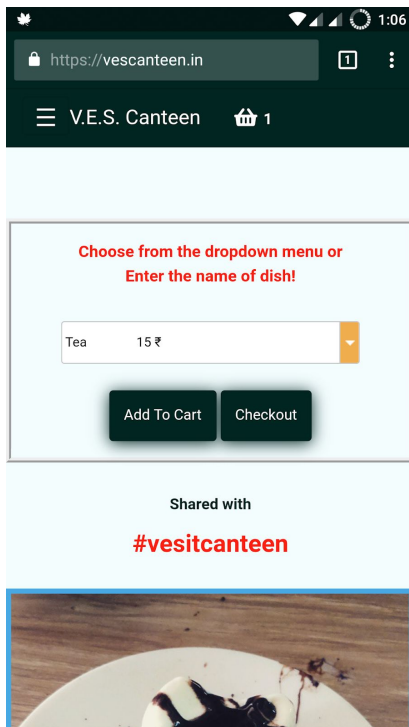 1:06
https://vescanteen.in 1
V.E.S. Canteen 1
Choose from the dropdown menu or
Enter the name of dish!
Tea 15 ₹
Add To Cart Checkout
Shared with
#vesitcanteen